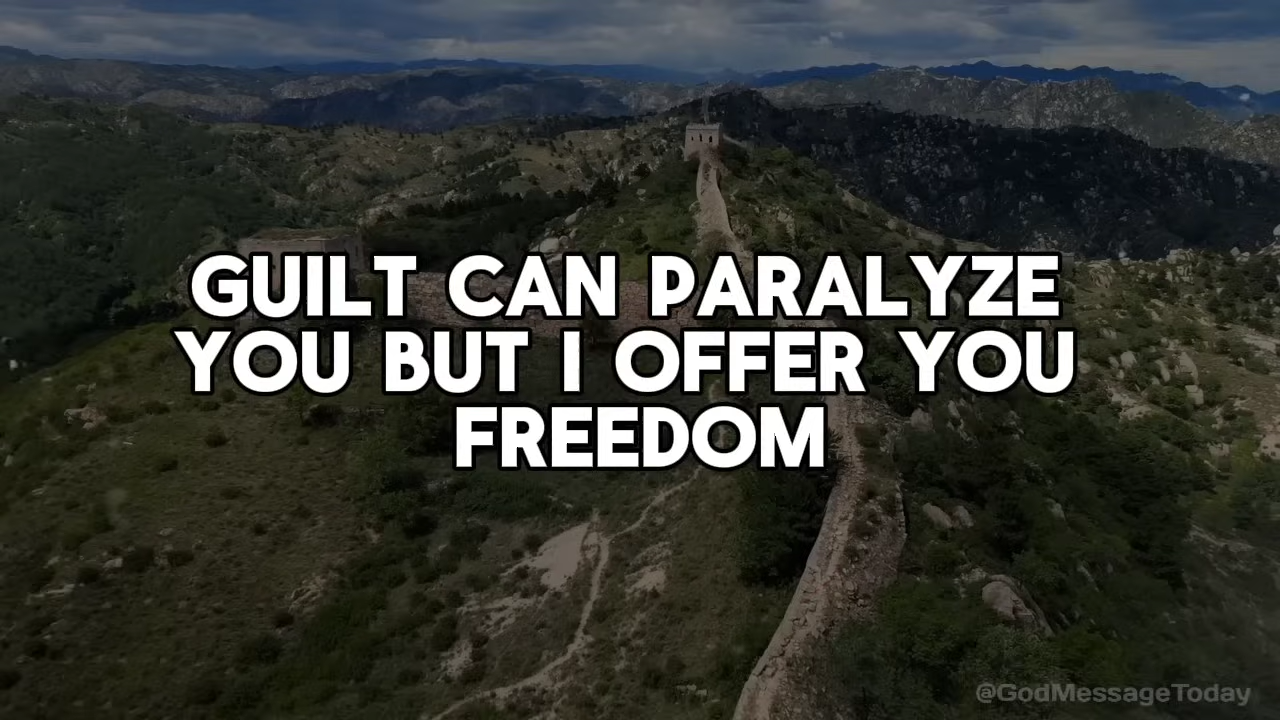 GUILT CAN PARALYZE
YOU BUT I OFFER YOU
FREEDOM
@GodMessageToday